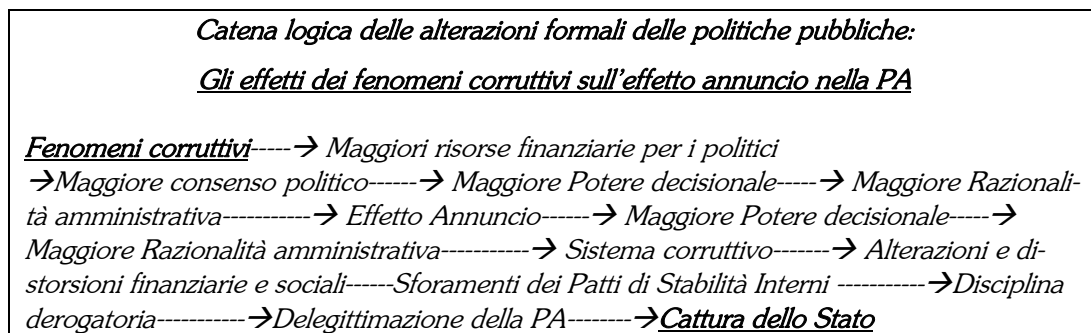 Catena logica delle alterazioni formali delle politiche pubbliche:
Gli effetti dei fenomeni corruttivi sull'effetto annuncio nella PA
Fenomeni corruttivi-----→ Maggiori risorse finanziarie per i politici
→Maggiore consenso politico------→ Maggiore Potere decisionale-----→ Maggiore Razionali-
tà amministrativa-----------→ Effetto Annuncio------→ Maggiore Potere decisionale-----→
Maggiore Razionalità amministrativa-----------→ Sistema corruttivo-------→ Alterazioni e di-
storsioni finanziarie e sociali------Sforamenti dei Patti di Stabilità Interni -----------→Disciplina
derogatoria-----------→Delegittimazione della PA--------→Cattura dello Stato